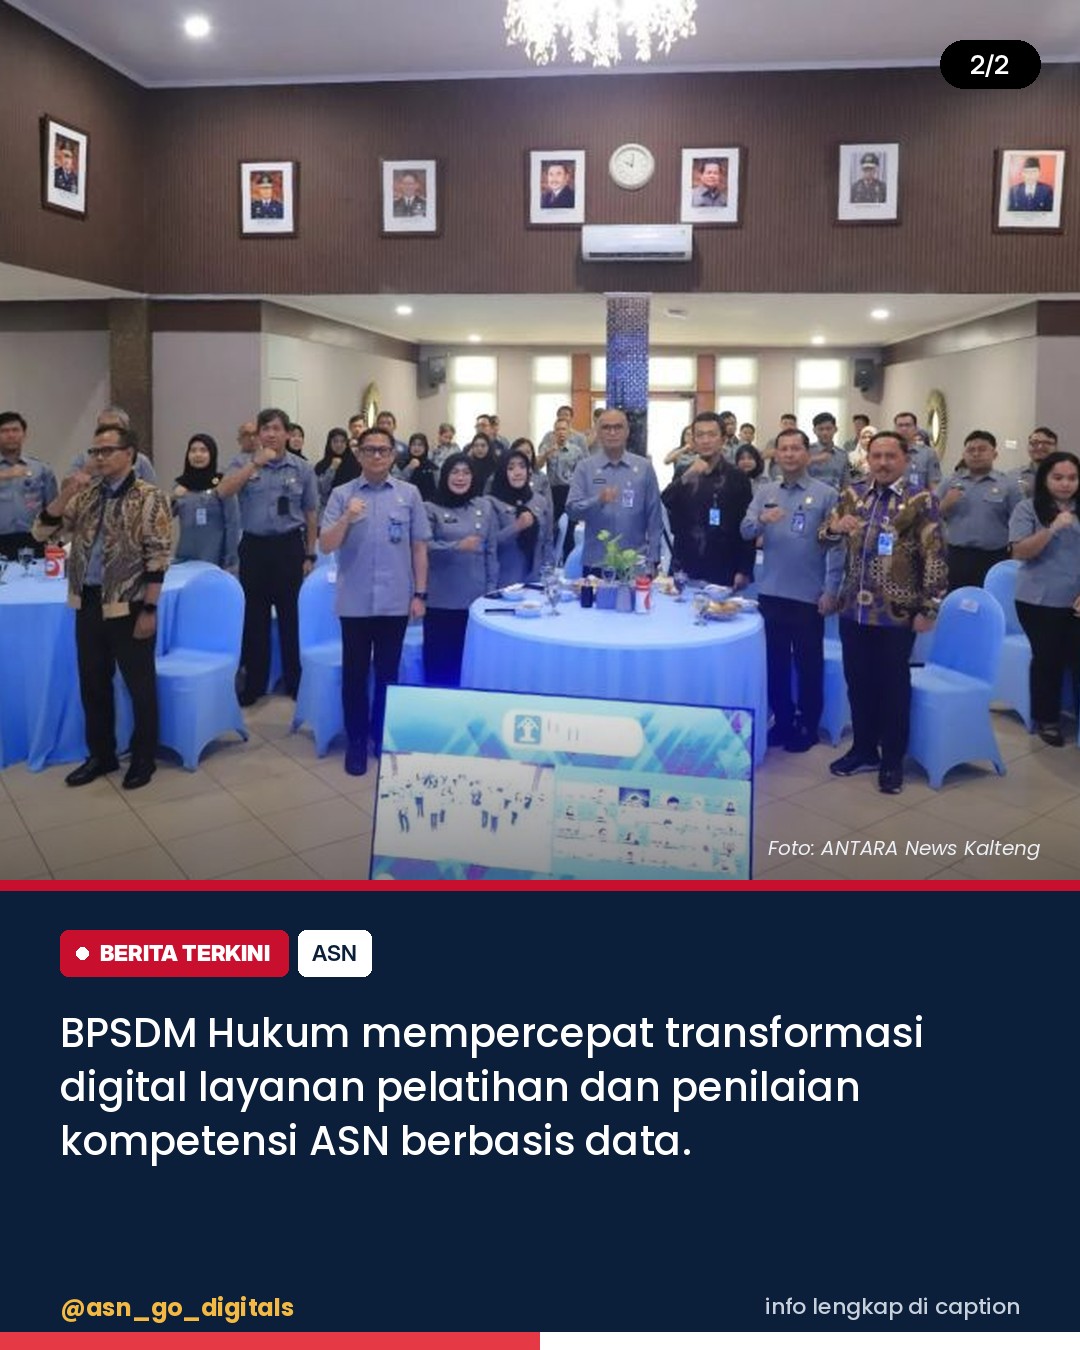 2/2
Foto: ANTARA News Kalteng
BERITA TERKINI
ASN
BPSDM Hukum mempercepat transformasi
digital layanan pelatihan dan penilaian
kompetensi ASN berbasis data.
@asn_go_digitals
info lengkap di caption